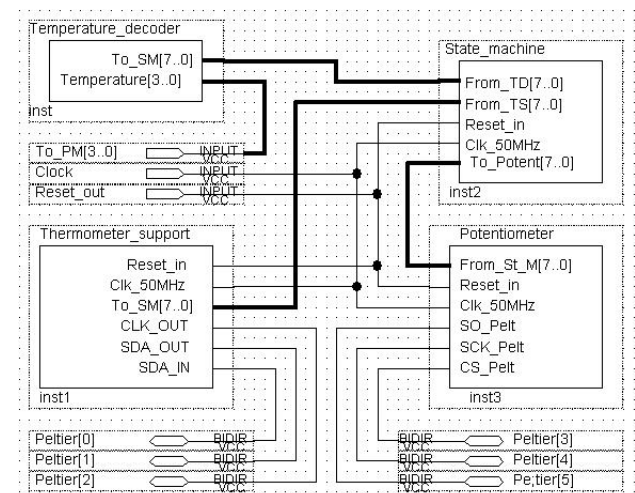 Temperature_decoder
To_SM[7..0]
Temperature[3..0]
inst
State_machine
From_TD[7..0]
From_TS[7..0]
Reset_in
Clk_50MHz
To_Potent[7..0]
inst2
To_PM[3..0]
INPUT
VCC
Clock
INPUT
VCC
Reset_out
INPUT
VCC
Thermometer_support
Reset_in
Clk_50MHz
To_SM[7..0]
CLK_OUT
SDA_OUT
SDA_IN
inst1
Potentiometer
From_St_M[7..0]
Reset_in
Clk_50MHz
SO_Pelt
SCK_Pelt
CS_Pelt
inst3
Peltier[0]
BIDIR
VCC
Peltier[1]
BIDIR
VCC
Peltier[2]
BIDIR
VCC
BIDIR
VCC
Peltier[3]
BIDIR
VCC
Peltier[4]
BIDIR
VCC
Pe;tier[5]